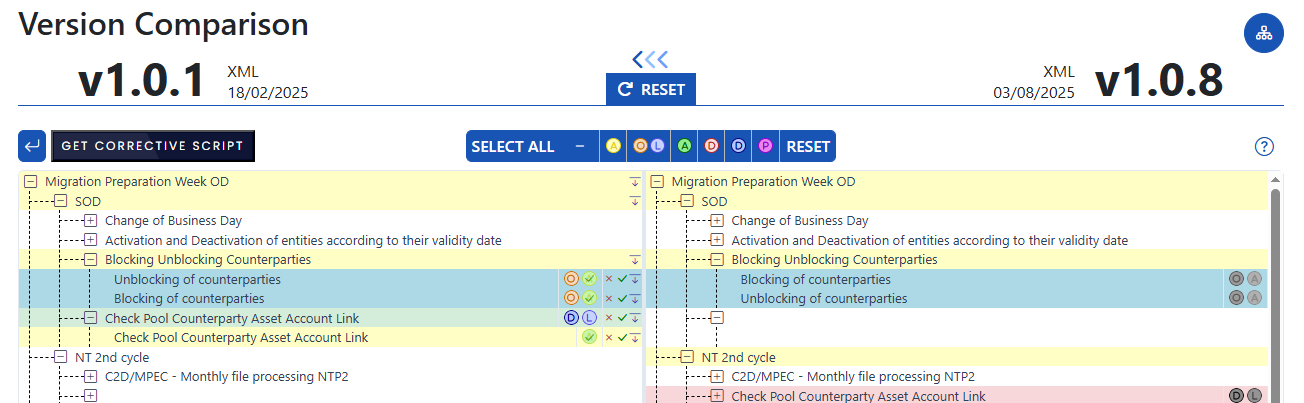 Version Comparison
v1.0.1 XML 18/02/2025
RESET
XML 03/08/2025 v1.0.8
GET CORRECTIVE SCRIPT
SELECT ALL − A O L A D D P RESET
?
Migration Preparation Week OD
SOD
Change of Business Day
Activation and Deactivation of entities according to their validity date
Blocking Unblocking Counterparties
Unblocking of counterparties O
Blocking of counterparties O
Check Pool Counterparty Asset Account Link D L
Check Pool Counterparty Asset Account Link
NT 2nd cycle
C2D/MPEC - Monthly file processing NTP2
Migration Preparation Week OD
SOD
Change of Business Day
Activation and Deactivation of entities according to their validity date
Blocking Unblocking Counterparties
Blocking of counterparties O A
Unblocking of counterparties O A
NT 2nd cycle
C2D/MPEC - Monthly file processing NTP2
Check Pool Counterparty Asset Account Link D L